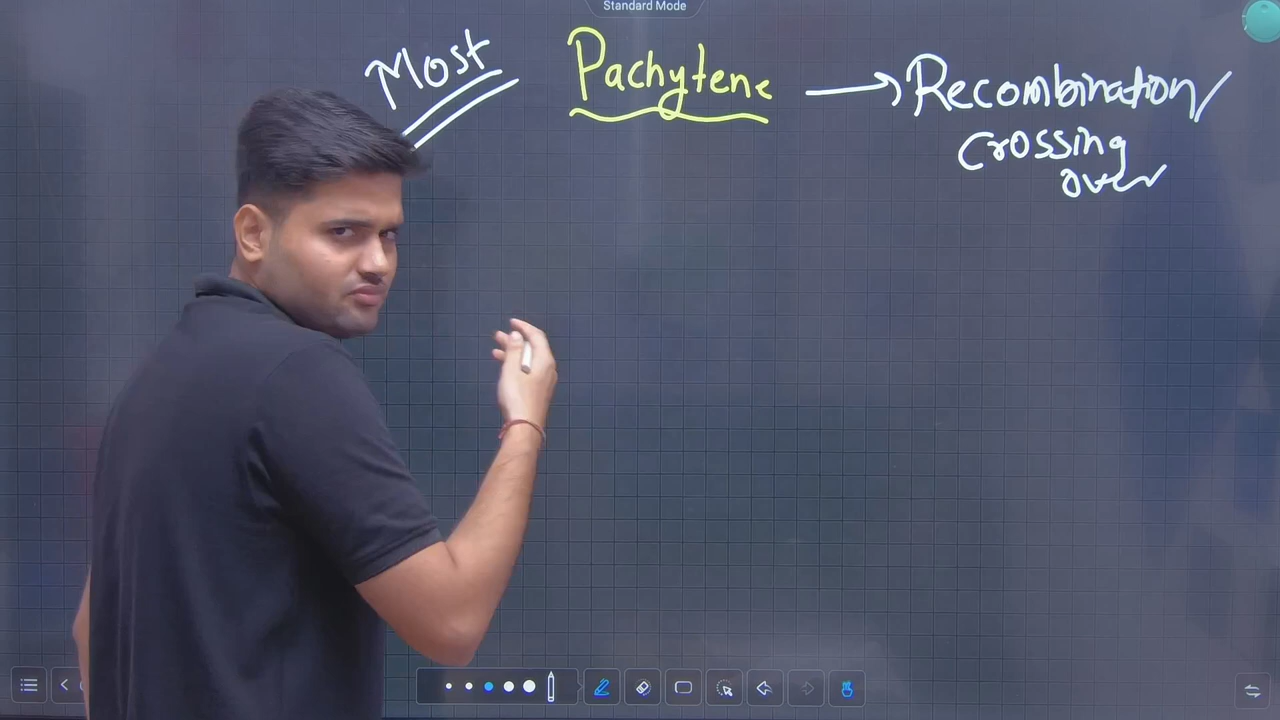 Standard Mode
Most Pachytene → Recombination
Crossing
over